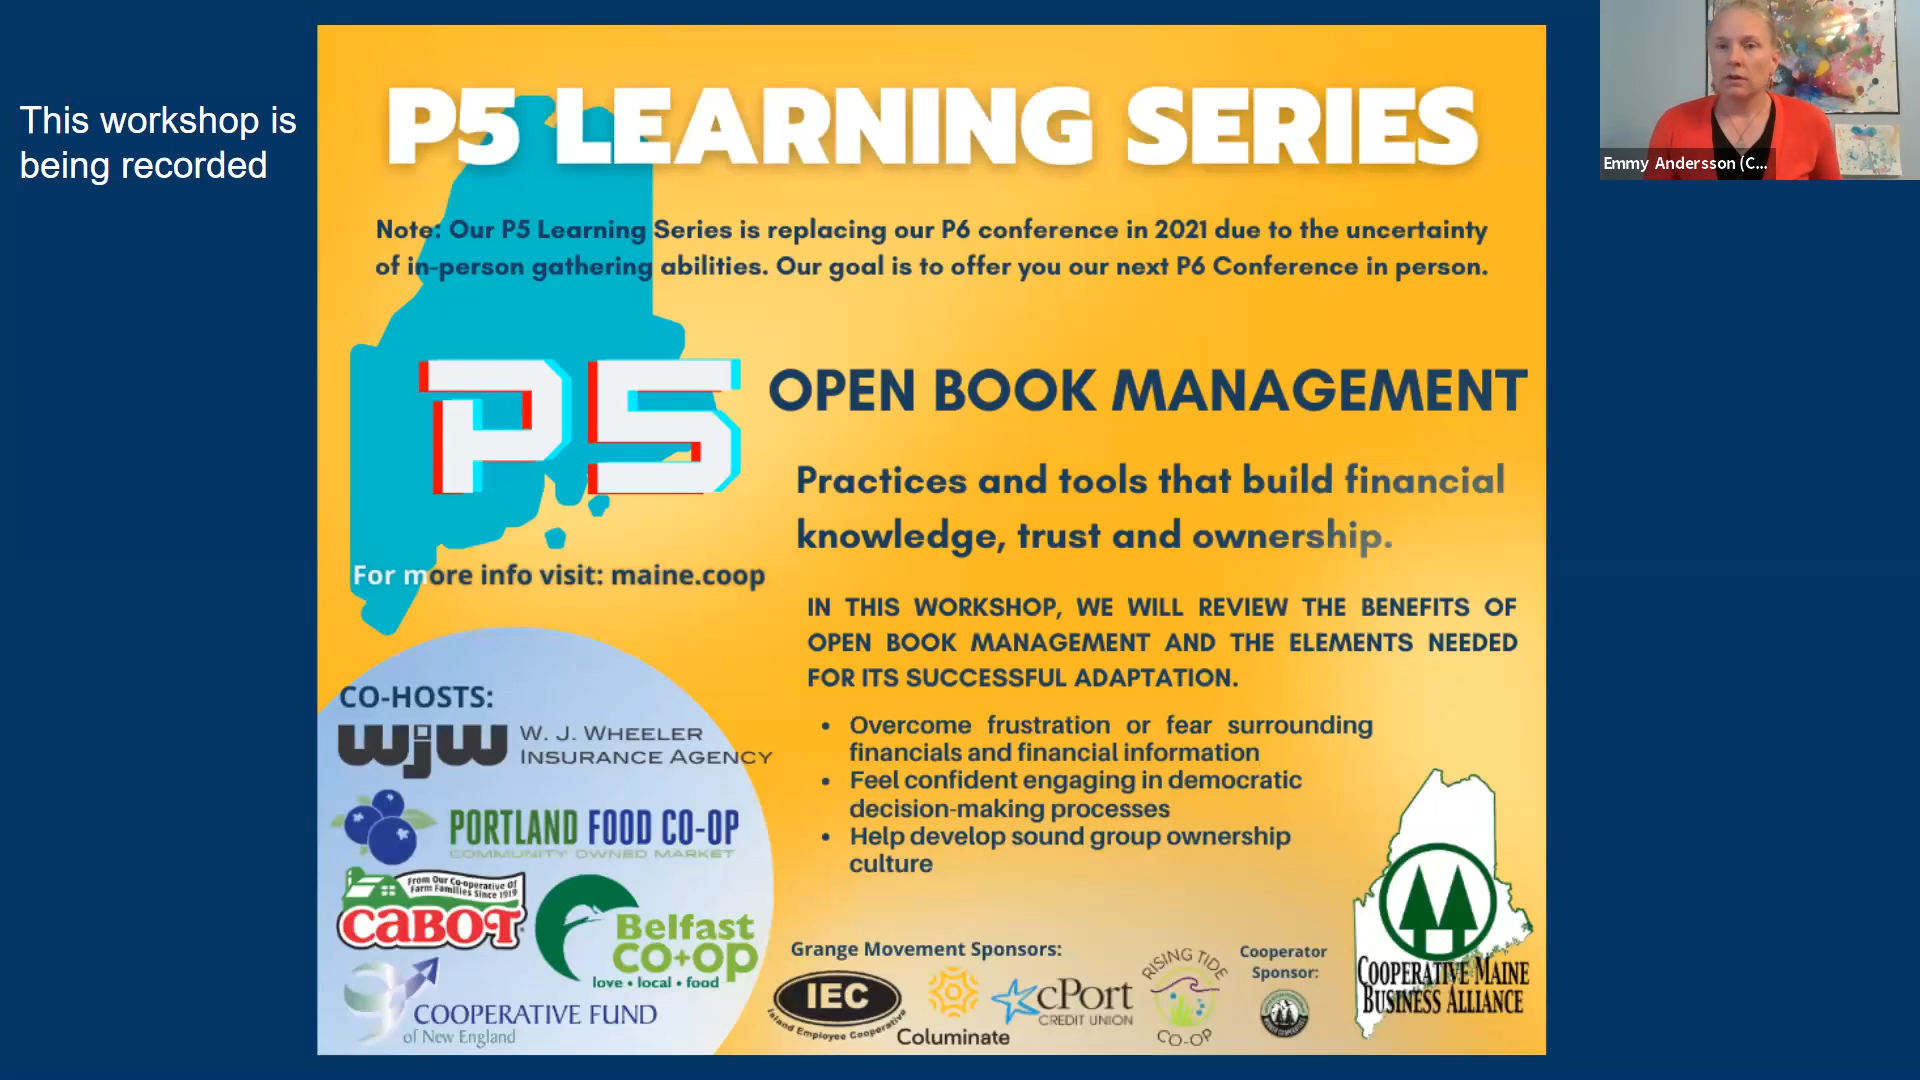 This workshop is
being recorded
P5 LEARNING SERIES
Note: Our P5 Learning Series is replacing our P6 conference in 2021 due to the uncertainty
of in-person gathering abilities. Our goal is to offer you our next P6 Conference in person.
P5
For more info visit: maine.coop
OPEN BOOK MANAGEMENT
Practices and tools that build financial
knowledge, trust and ownership.
IN THIS WORKSHOP, WE WILL REVIEW THE BENEFITS OF
OPEN BOOK MANAGEMENT AND THE ELEMENTS NEEDED
FOR ITS SUCCESSFUL ADAPTATION.
• Overcome frustration or fear surrounding
financials and financial information
• Feel confident engaging in democratic
decision-making processes
• Help develop sound group ownership
culture
CO-HOSTS:
wjw W. J. WHEELER
INSURANCE AGENCY
PORTLAND FOOD CO-OP
COMMUNITY OWNED MARKET
From Our Co-operative Of
Farm Families Since 1919
CABOT
Belfast
CO+OP
love • local • food
COOPERATIVE FUND
of New England
Grange Movement Sponsors:
IEC
Island Employee Cooperative
Columinate
cPort
CREDIT UNION
RISING TIDE
CO-OP
Cooperator
Sponsor:
COOPERATIVE MAINE
BUSINESS ALLIANCE
Emmy Andersson (C...